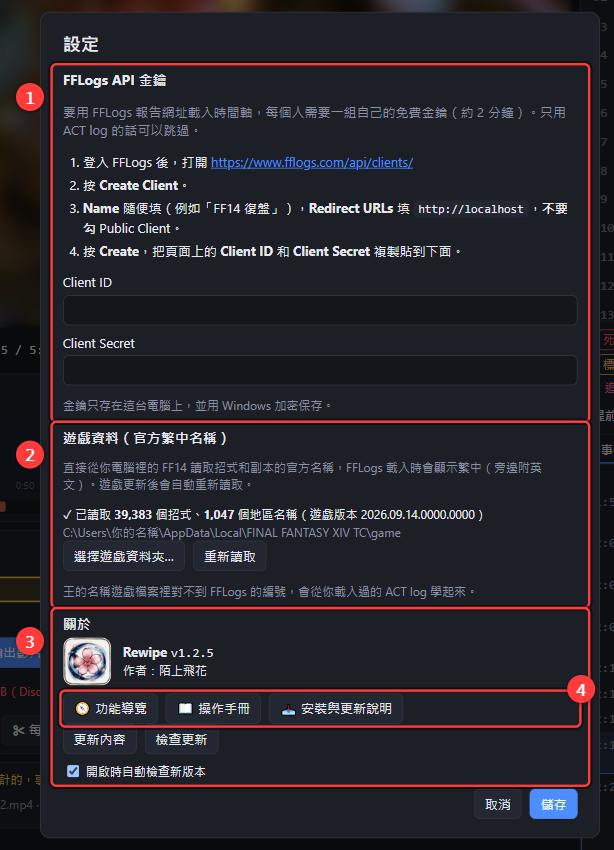 設定
1
FFLogs API 金鑰
要用 FFLogs 報告網址載入時間軸，每個人需要一組自己的免費金鑰（約 2 分鐘）。只用
ACT log 的話可以跳過。
1. 登入 FFLogs 後，打開 https://www.fflogs.com/api/clients/
2. 按 Create Client。
3. Name 隨便填（例如「FF14 復盤」），Redirect URLs 填 http://localhost ，不要
勾 Public Client。
4. 按 Create，把頁面上的 Client ID 和 Client Secret 複製貼到下面。
Client ID
Client Secret
金鑰只存在這台電腦上，並用 Windows 加密保存。
2
遊戲資料（官方繁中名稱）
直接從你電腦裡的 FF14 讀取招式和副本的官方名稱，FFLogs 載入時會顯示繁中（旁邊附英
文）。遊戲更新後會自動重新讀取。
✓ 已讀取 39,383 個招式、1,047 個地區名稱（遊戲版本 2026.09.14.0000.0000）
C:\Users\你的名稱\AppData\Local\FINAL FANTASY XIV TC\game
選擇遊戲資料夾... 重新讀取
王的名稱遊戲檔案裡對不到 FFLogs 的編號，會從你載入過的 ACT log 學起來。
3
關於
Rewipe v1.2.5
作者：陌上飛花
4
功能導覽 操作手冊 安裝與更新說明
更新內容 檢查更新
開啟時自動檢查新版本
取消 儲存
5 / 5:
0:50
2.mp4